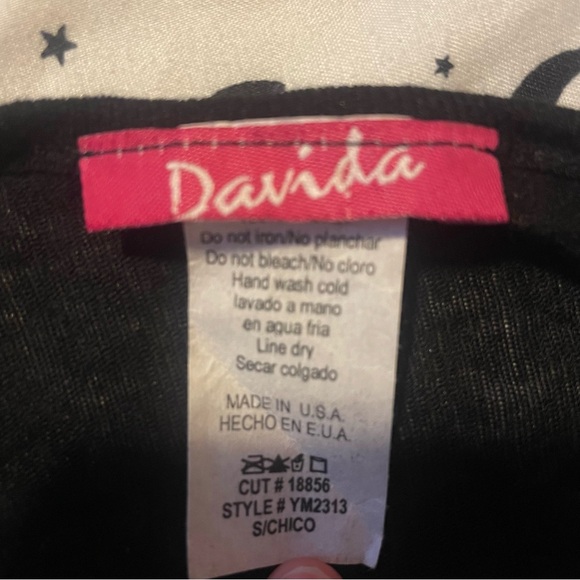 Davida
Do not iron/No planchar
Do not bleach/No cloro
Hand wash cold
lavado a mano
en agua fria
Line dry
Secar colgado
MADE IN U.S.A.
HECHO EN E.U.A.
CUT # 18856
STYLE # YM2313
S/CHICO